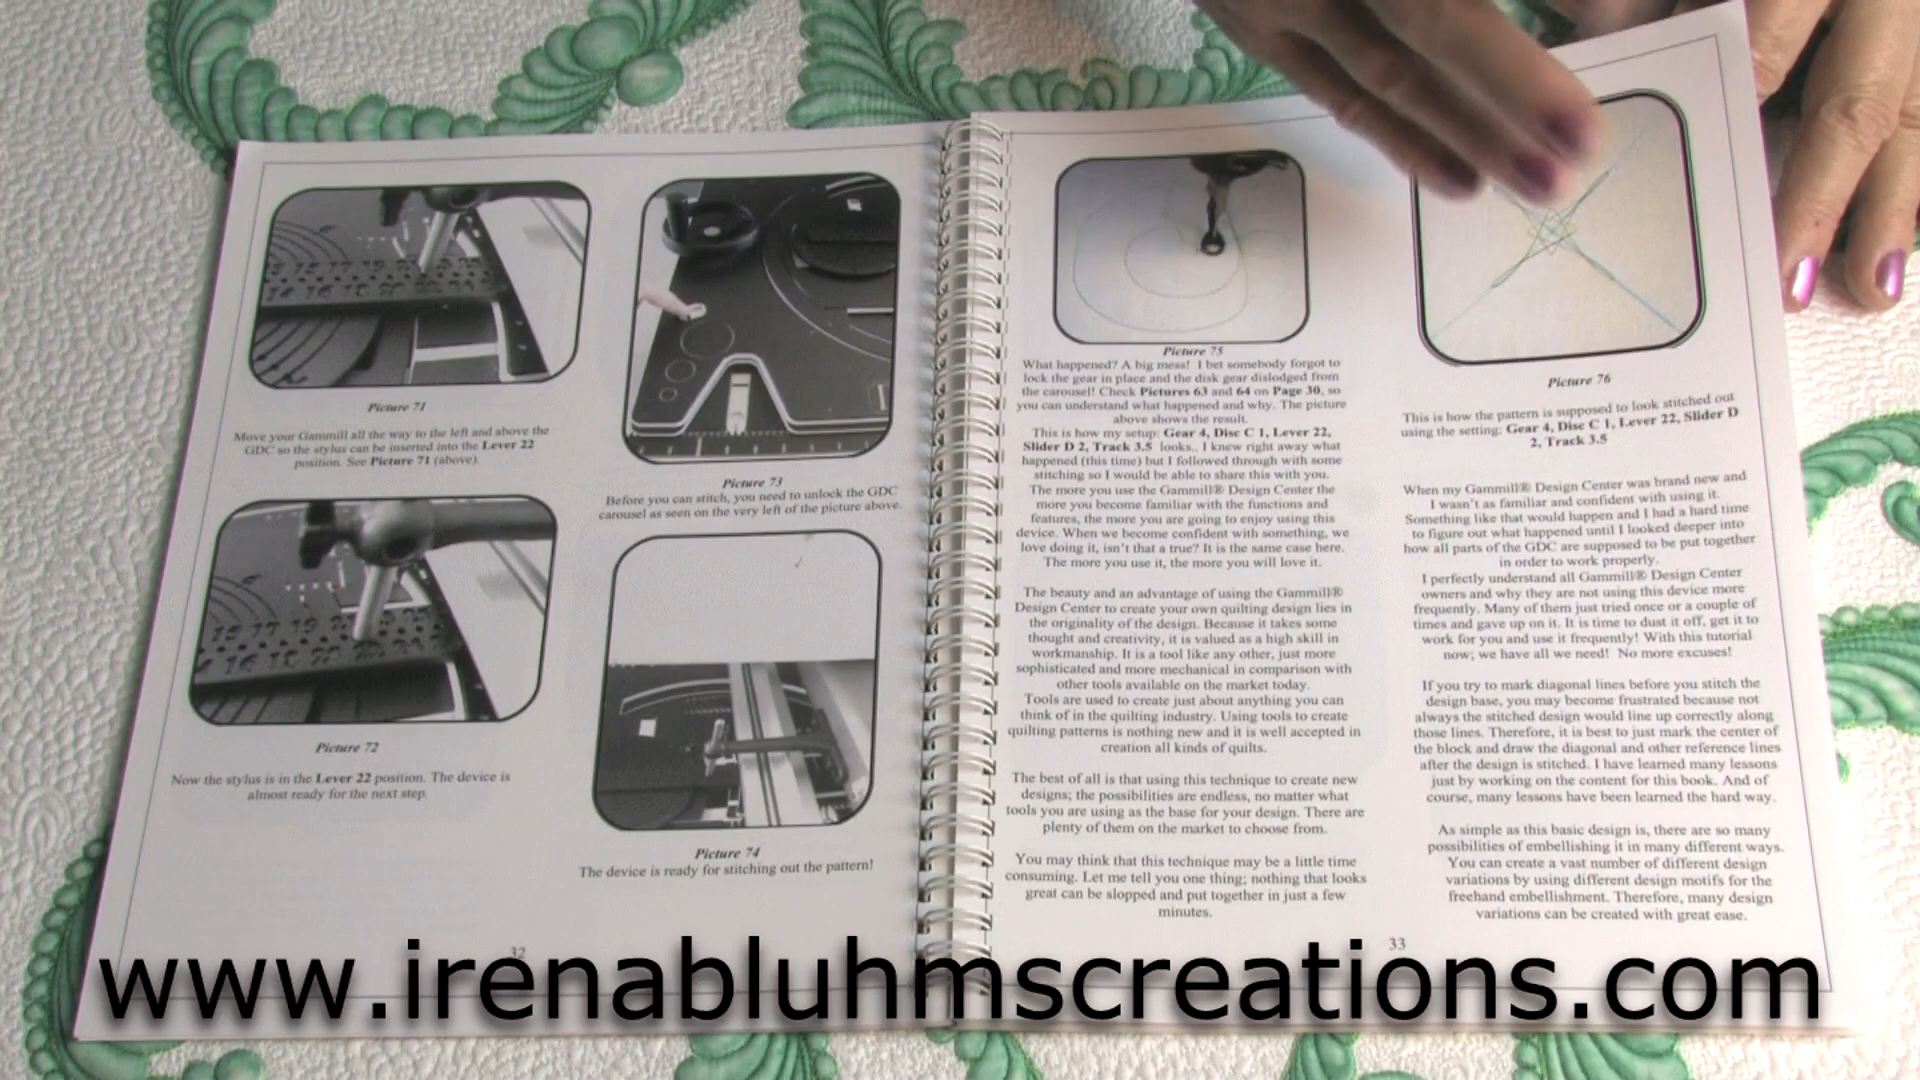 Picture 71
Move your Gammill all the way to the left and above the
GDC so the stylus can be inserted into the Lever 22
position. See Picture 71 (above).
Picture 72
Now the stylus is in the Lever 22 position. The device is
almost ready for the next step.
Picture 73
Before you can stitch, you need to unlock the GDC
carousel as seen on the very left of the picture above.
Picture 74
The device is ready for stitching out the pattern!
32
Picture 75
What happened? A big mess! I bet somebody forgot to
lock the gear in place and the disk gear dislodged from
the carousel! Check Pictures 63 and 64 on Page 30, so
you can understand what happened and why. The picture
above shows the result.
This is how my setup: Gear 4, Disc C 1, Lever 22,
Slider D 2, Track 3.5 looks.. I knew right away what
happened (this time) but I followed through with some
stitching so I would be able to share this with you.
The more you use the Gammill® Design Center the
more you become familiar with the functions and
features, the more you are going to enjoy using this
device. When we become confident with something, we
love doing it, isn't that a true? It is the same case here.
The more you use it, the more you will love it.
The beauty and an advantage of using the Gammill®
Design Center to create your own quilting design lies in
the originality of the design. Because it takes some
thought and creativity, it is valued as a high skill in
workmanship. It is a tool like any other, just more
sophisticated and more mechanical in comparison with
other tools available on the market today.
Tools are used to create just about anything you can
think of in the quilting industry. Using tools to create
quilting patterns is nothing new and it is well accepted in
creation all kinds of quilts.
The best of all is that using this technique to create new
designs; the possibilities are endless, no matter what
tools you are using as the base for your design. There are
plenty of them on the market to choose from.
You may think that this technique may be a little time
consuming. Let me tell you one thing; nothing that looks
great can be slopped and put together in just a few
minutes.
Picture 76
This is how the pattern is supposed to look stitched out
using the setting: Gear 4, Disc C 1, Lever 22, Slider D
2, Track 3.5
When my Gammill® Design Center was brand new and
I wasn't as familiar and confident with using it.
Something like that would happen and I had a hard time
to figure out what happened until I looked deeper into
how all parts of the GDC are supposed to be put together
in order to work properly.
I perfectly understand all Gammill® Design Center
owners and why they are not using this device more
frequently. Many of them just tried once or a couple of
times and gave up on it. It is time to dust it off, get it to
work for you and use it frequently! With this tutorial
now; we have all we need! No more excuses!
If you try to mark diagonal lines before you stitch the
design base, you may become frustrated because not
always the stitched design would line up correctly along
those lines. Therefore, it is best to just mark the center of
the block and draw the diagonal and other reference lines
after the design is stitched. I have learned many lessons
just by working on the content for this book. And of
course, many lessons have been learned the hard way.
As simple as this basic design is, there are so many
possibilities of embellishing it in many different ways.
You can create a vast number of different design
variations by using different design motifs for the
freehand embellishment. Therefore, many design
variations can be created with great ease.
33
www.irenabluhmscreations.com